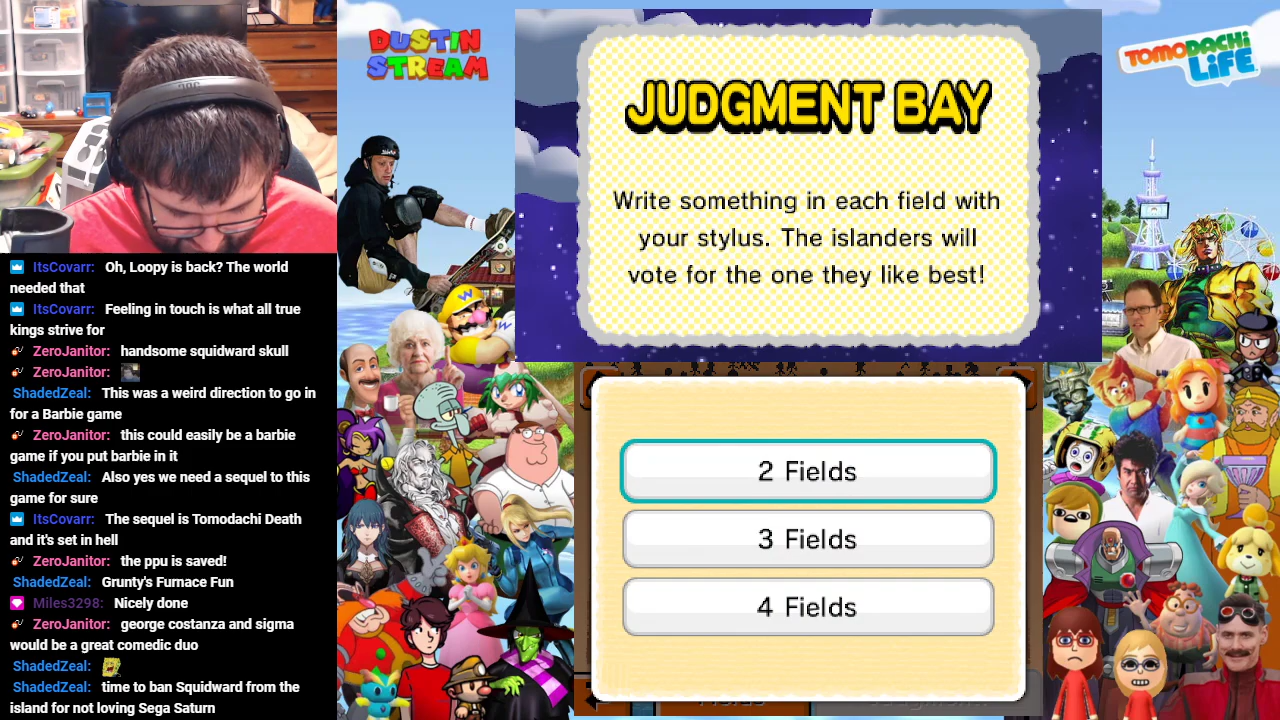 DUSTIN
STREAM
TOMODACHI
LiFE
JUDGMENT BAY
Write something in each field with
your stylus. The islanders will
vote for the one they like best!
2 Fields
3 Fields
4 Fields
ItsCovarr: Oh, Loopy is back? The world
needed that
ItsCovarr: Feeling in touch is what all true
kings strive for
ZeroJanitor: handsome squidward skull
ZeroJanitor:
ShadedZeal: This was a weird direction to go in
for a Barbie game
ZeroJanitor: this could easily be a barbie
game if you put barbie in it
ShadedZeal: Also yes we need a sequel to this
game for sure
ItsCovarr: The sequel is Tomodachi Death
and it's set in hell
ZeroJanitor: the ppu is saved!
ShadedZeal: Grunty's Furnace Fun
Miles3298: Nicely done
ZeroJanitor: george costanza and sigma
would be a great comedic duo
ShadedZeal:
ShadedZeal: time to ban Squidward from the
island for not loving Sega Saturn